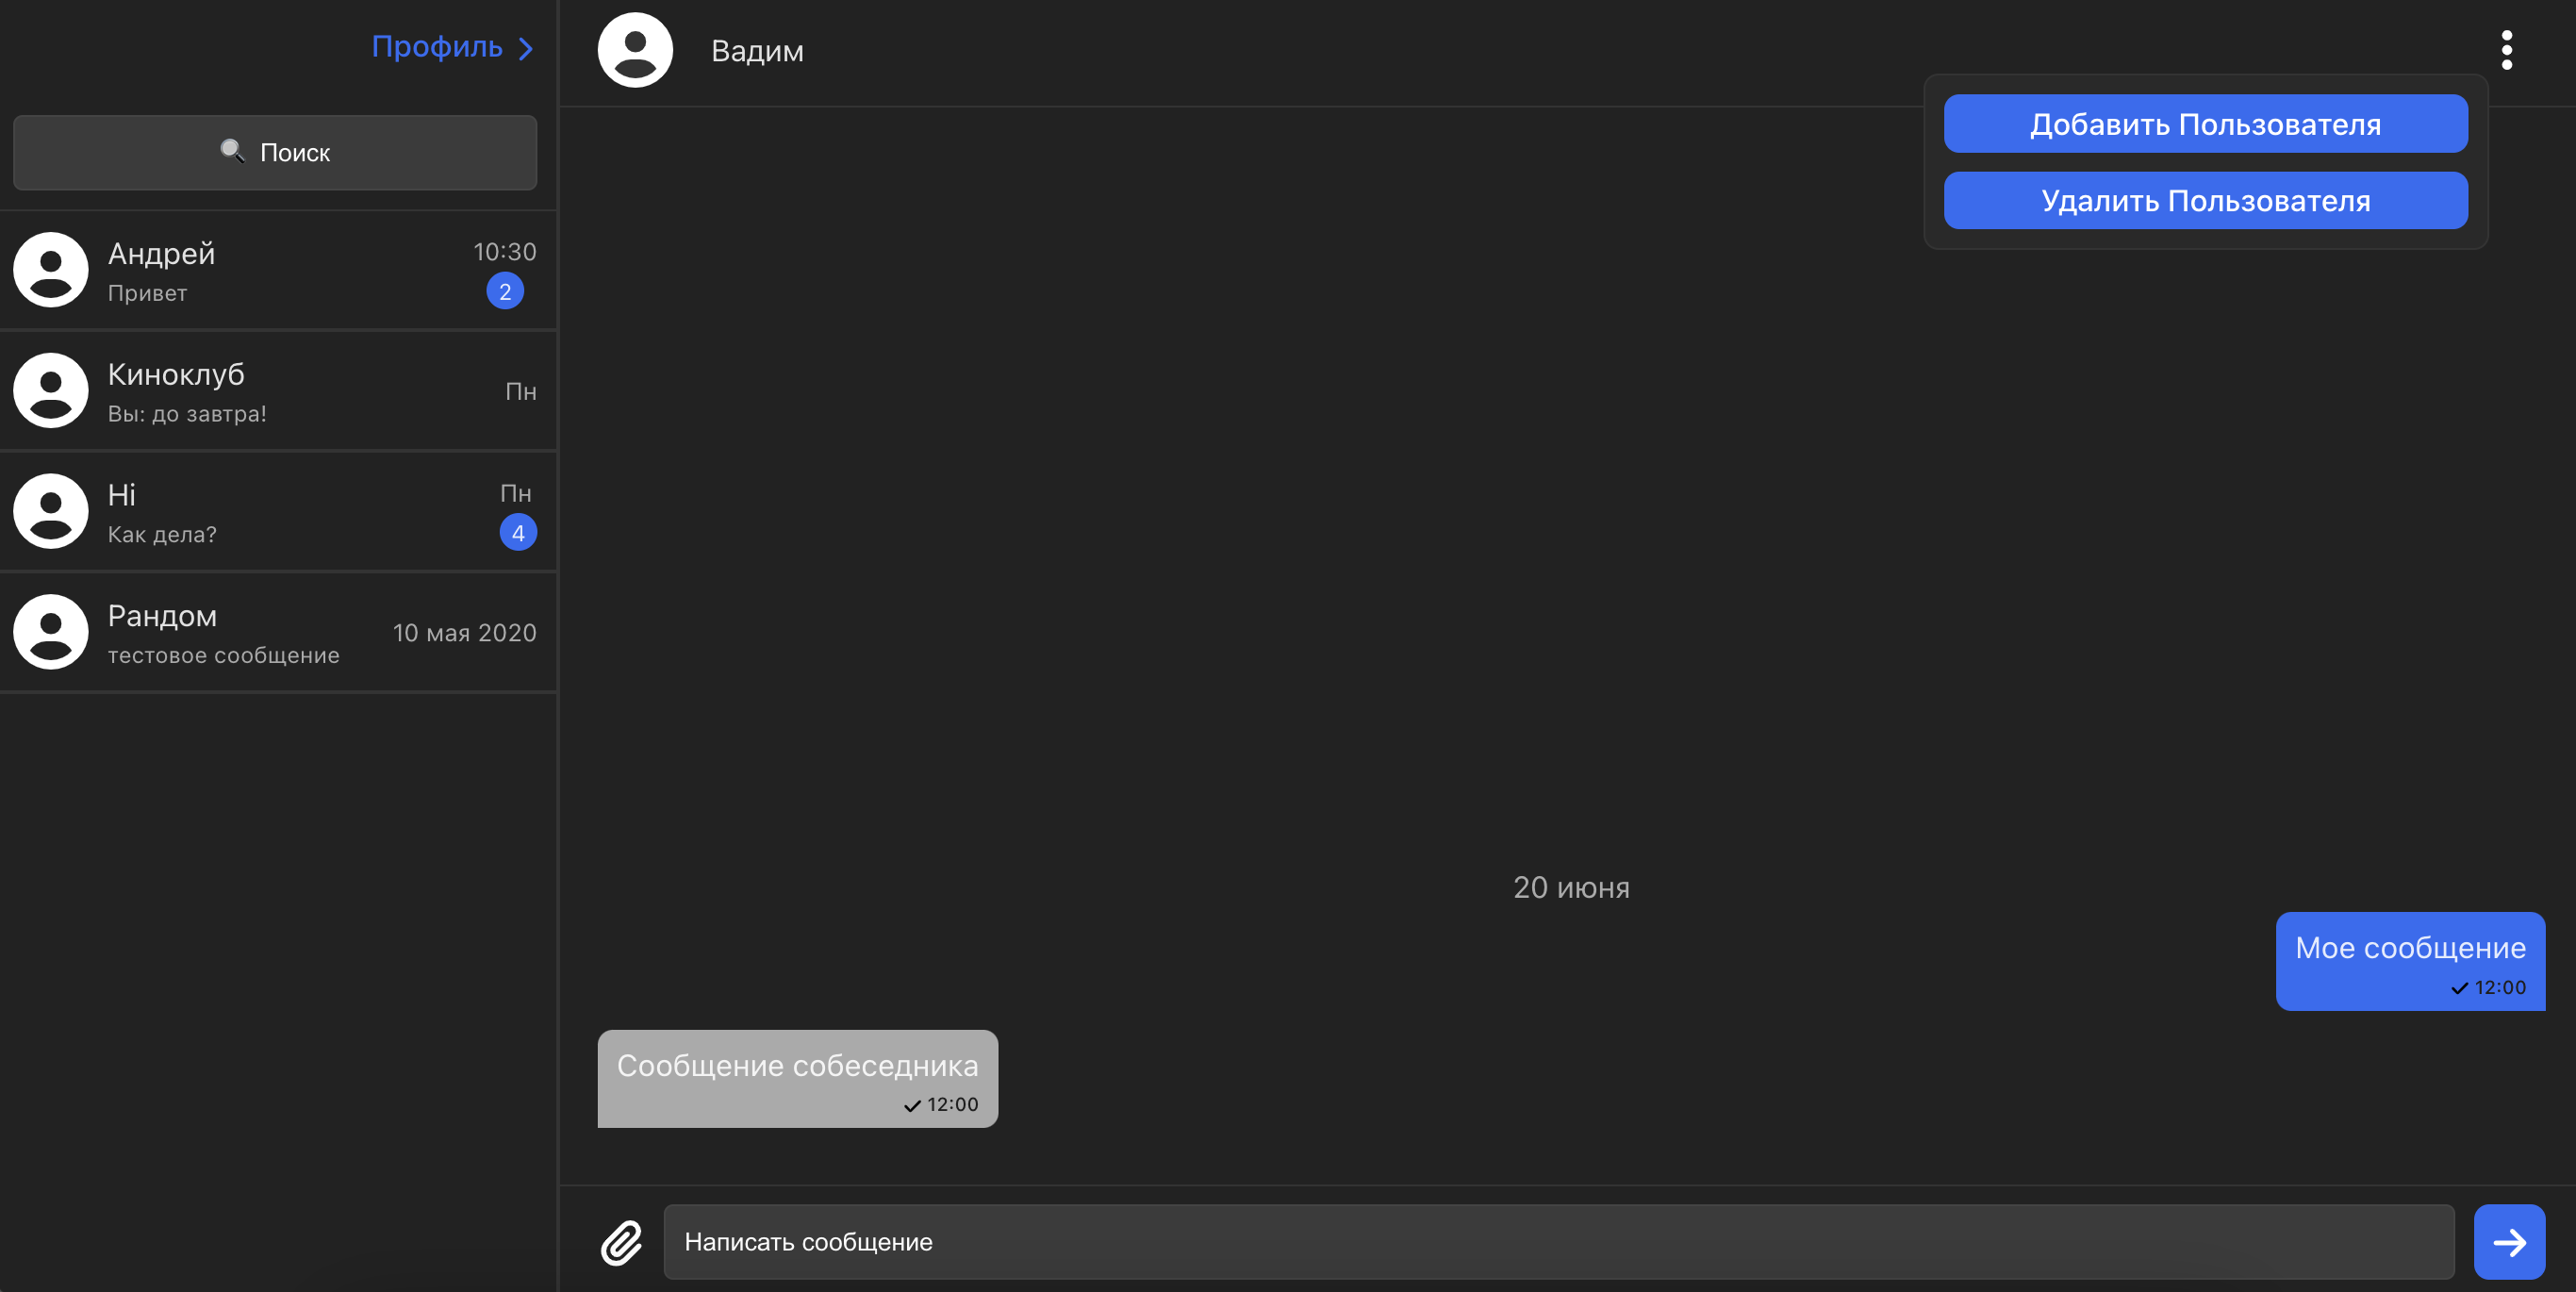 Профиль
Поиск
Андрей
10:30
Привет
2
Киноклуб
Пн
Вы: до завтра!
Hi
Пн
Как дела?
4
Рандом
10 мая 2020
тестовое сообщение
Вадим
Добавить Пользователя
Удалить Пользователя
20 июня
Мое сообщение
12:00
Сообщение собеседника
12:00
Написать сообщение